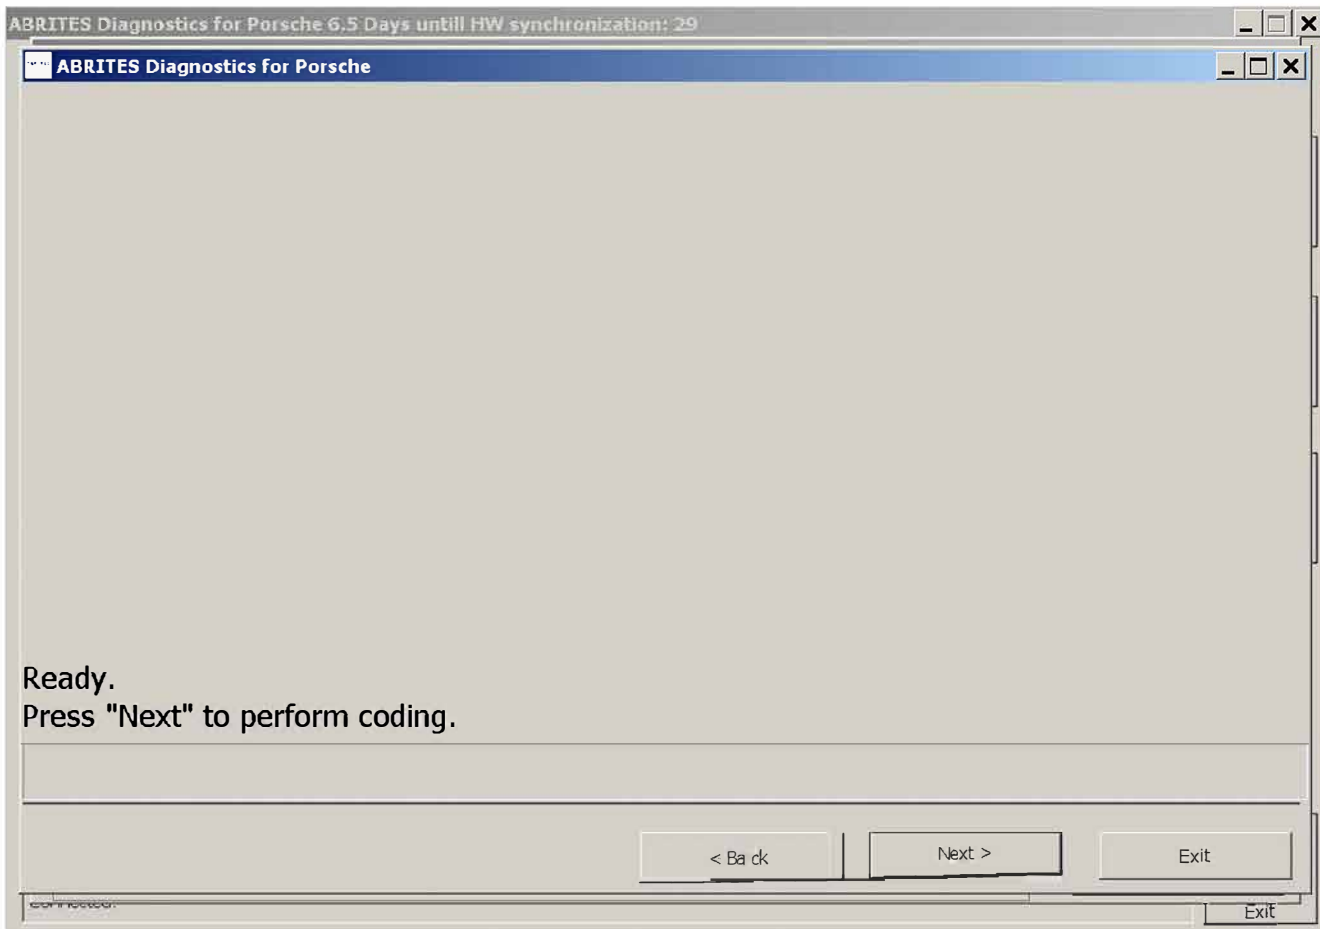 ABRITES Diagnostics for Porsche 6.5 Days untill HW synchronization: 29
ABRITES Diagnostics for Porsche
Ready.
Press "Next" to perform coding.
< Back
Next >
Exit
Connected.
Exit